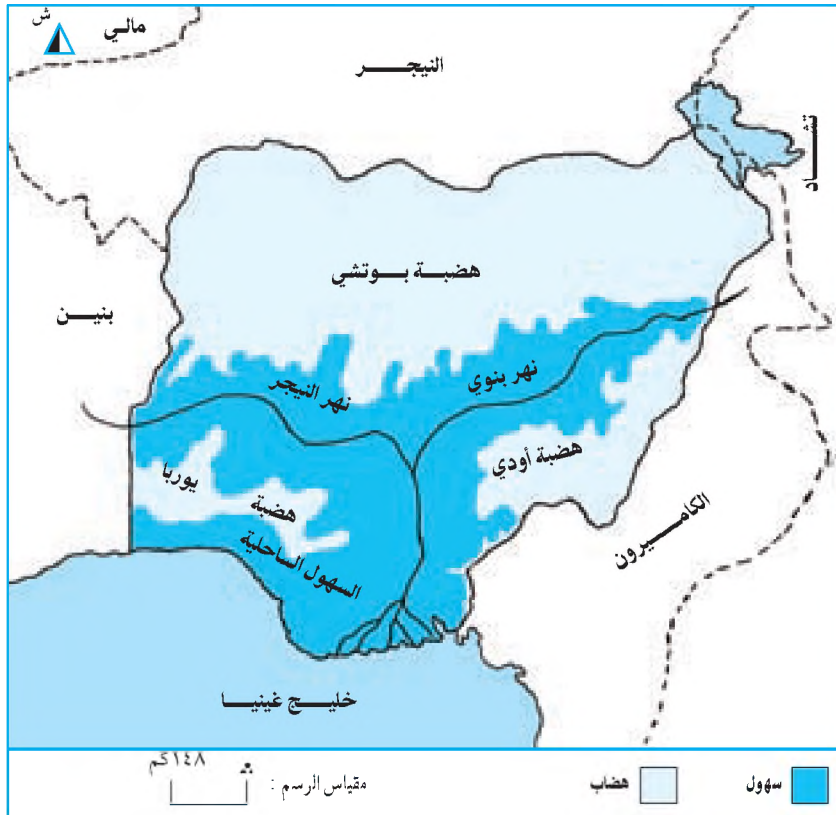 ش
مالي
النيجر
تشاد
هضبة بوتشي
بنين
نهر بنوي
نهر النيجر
هضبة أودي
يوربا
هضبة
السهول الساحلية
الكاميرون
خليج غينيا
سهول
هضاب
مقياس الرسم :
١٤٨كم